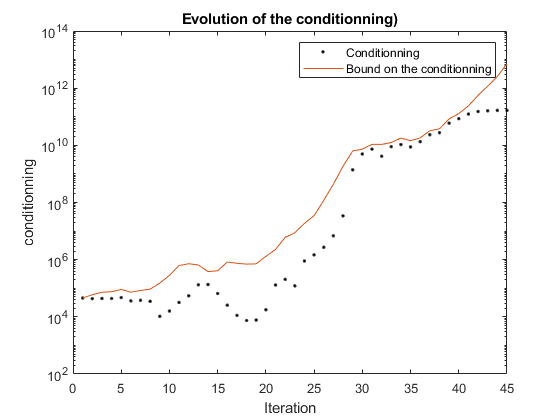 Evolution of the conditionning)
Conditionning
Bound on the conditionning
conditionning
10^14
10^12
10^10
10^8
10^6
10^4
10^2
0 5 10 15 20 25 30 35 40 45
Iteration